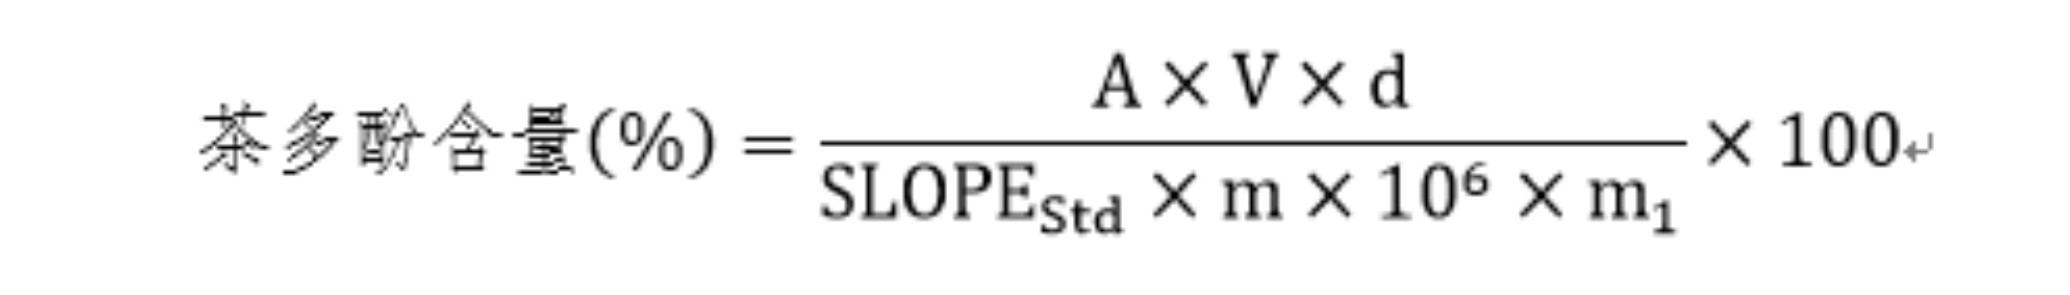 茶多酚含量(%) = (A × V × d) / (SLOPE_Std × m × 10⁶ × m₁) × 100↵